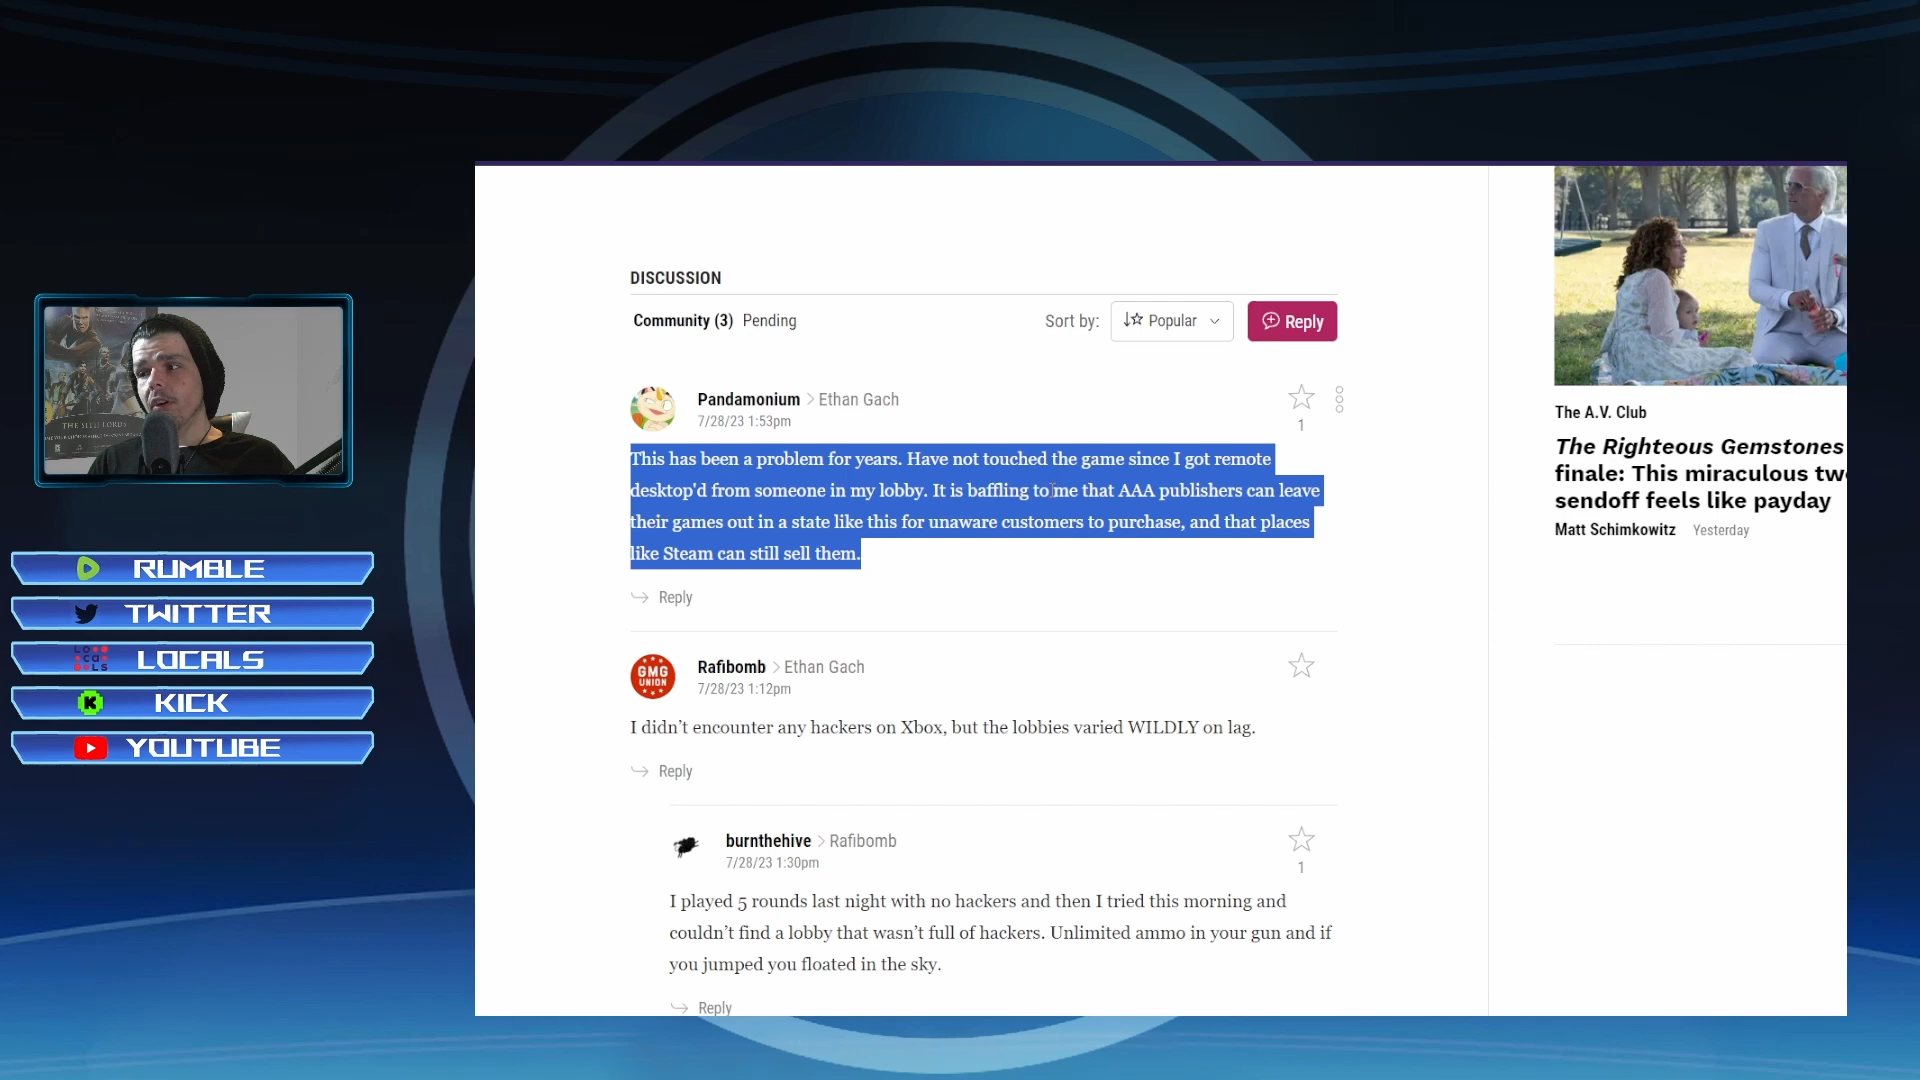 THE SITH LORDS
RUMBLE
TWITTER
LOCALS
KICK
YOUTUBE
DISCUSSION
Community (3) Pending
Sort by: Popular Reply
Pandamonium > Ethan Gach
7/28/23 1:53pm
1
This has been a problem for years. Have not touched the game since I got remote
desktop'd from someone in my lobby. It is baffling to me that AAA publishers can leave
their games out in a state like this for unaware customers to purchase, and that places
like Steam can still sell them.
Reply
GMG
UNION
Rafibomb > Ethan Gach
7/28/23 1:12pm
I didn’t encounter any hackers on Xbox, but the lobbies varied WILDLY on lag.
Reply
burnthehive > Rafibomb
7/28/23 1:30pm
1
I played 5 rounds last night with no hackers and then I tried this morning and
couldn’t find a lobby that wasn’t full of hackers. Unlimited ammo in your gun and if
you jumped you floated in the sky.
Reply
The A.V. Club
The Righteous Gemstones
finale: This miraculous tw
sendoff feels like payday
Matt Schimkowitz Yesterday